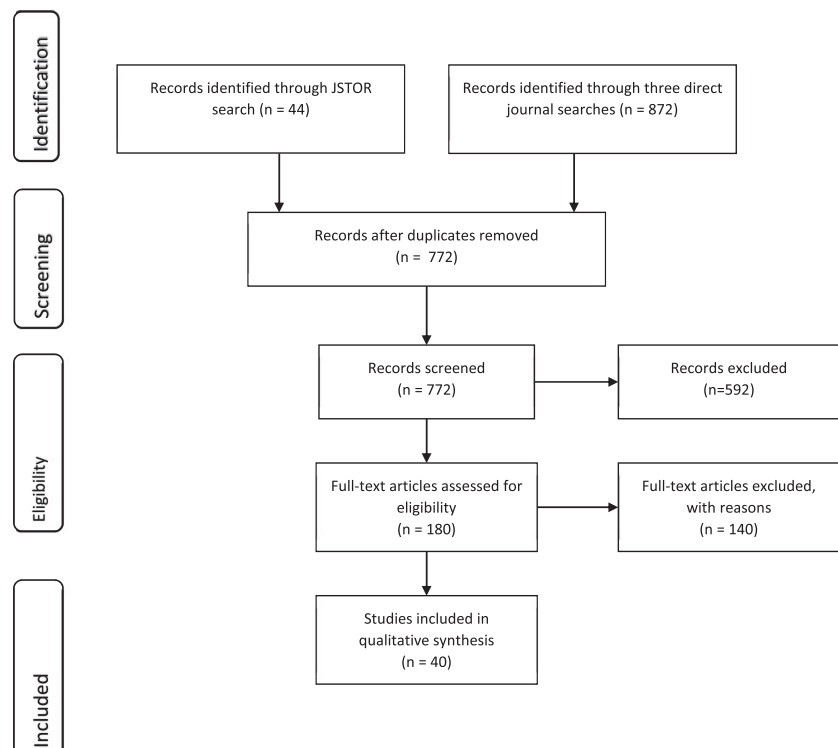 Identification
Records identified through JSTOR
search (n = 44)
Records identified through three direct
journal searches (n = 872)
Screening
Records after duplicates removed
(n = 772)
Eligibility
Records screened
(n = 772)
Records excluded
(n=592)
Full-text articles assessed for
eligibility
(n = 180)
Full-text articles excluded,
with reasons
(n = 140)
Included
Studies included in
qualitative synthesis
(n = 40)